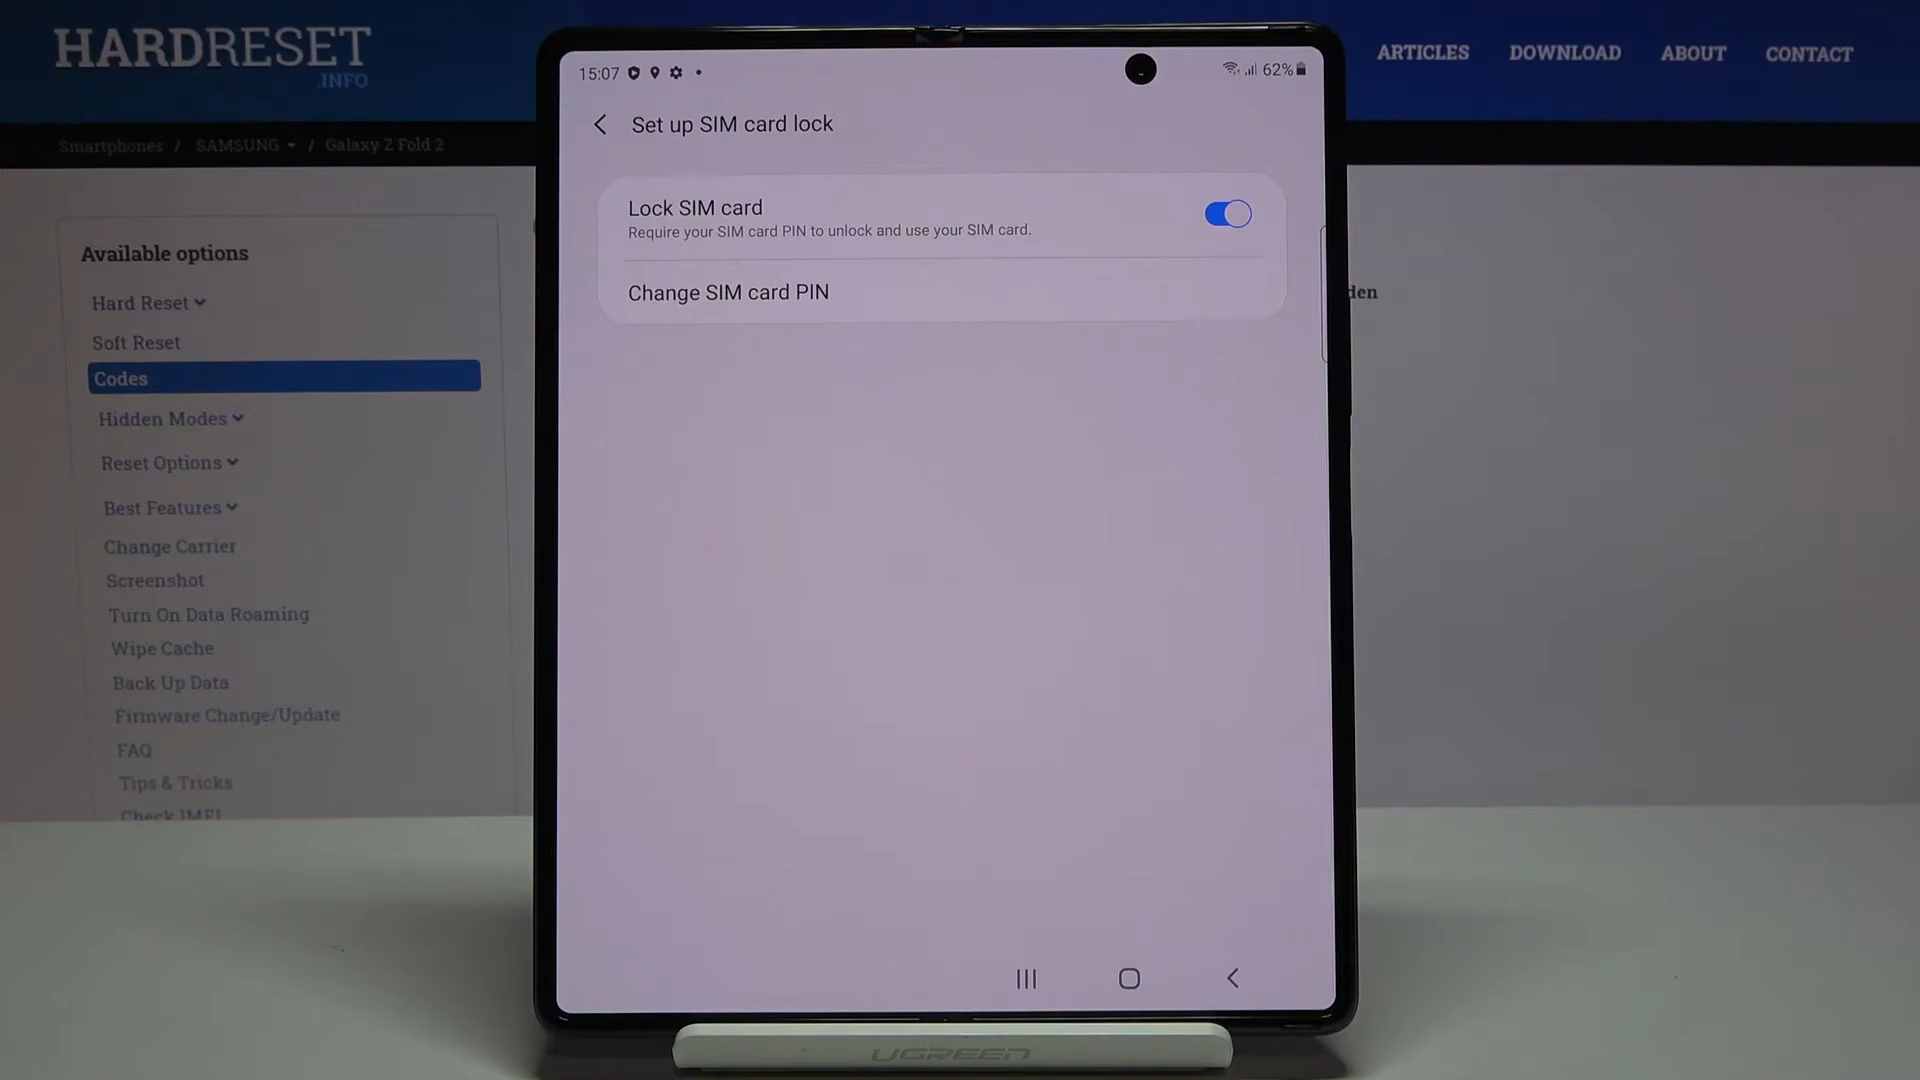 HARDRESET
.INFO
ARTICLES
DOWNLOAD
ABOUT
CONTACT
Smartphones / SAMSUNG / Galaxy Z Fold 2
Available options
Hard Reset
Soft Reset
Codes
Hidden Modes
Reset Options
Best Features
Change Carrier
Screenshot
Turn On Data Roaming
Wipe Cache
Back Up Data
Firmware Change/Update
FAQ
Tips & Tricks
Check IMEI
15:07
62%
Set up SIM card lock
Lock SIM card
Require your SIM card PIN to unlock and use your SIM card.
Change SIM card PIN
den
UGREEN